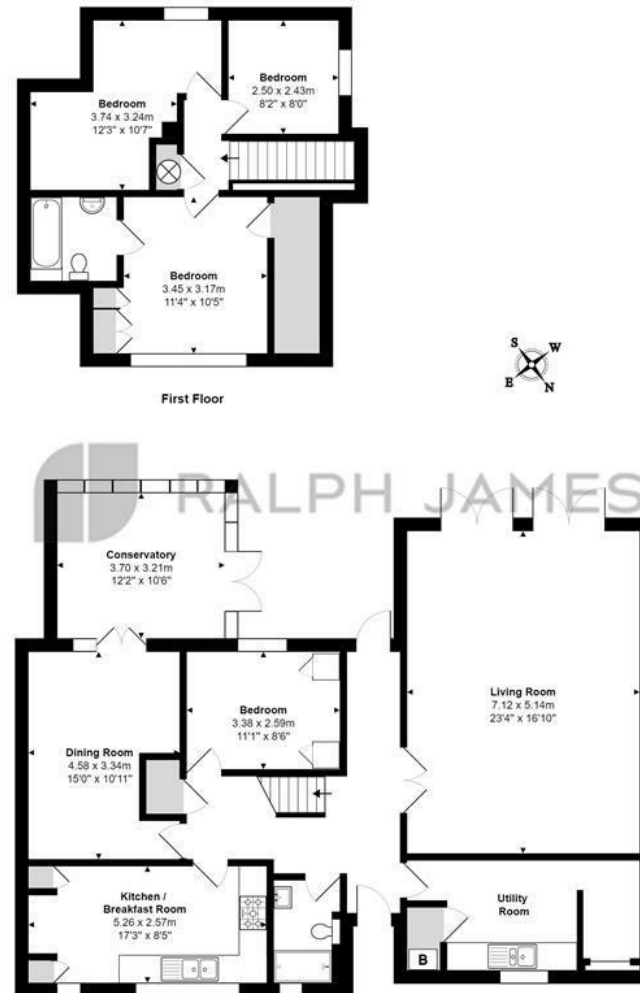 Bedroom
2.50 x 2.43m
8'2" x 8'0"
Bedroom
3.74 x 3.24m
12'3" x 10'7"
Bedroom
3.45 x 3.17m
11'4" x 10'5"
First Floor
S W
E N
RALPH JAMES
Conservatory
3.70 x 3.21m
12'2" x 10'6"
Bedroom
3.38 x 2.59m
11'1" x 8'6"
Living Room
7.12 x 5.14m
23'4" x 16'10"
Dining Room
4.58 x 3.34m
15'0" x 10'11"
Kitchen /
Breakfast Room
5.26 x 2.57m
17'3" x 8'5"
Utility
Room
B